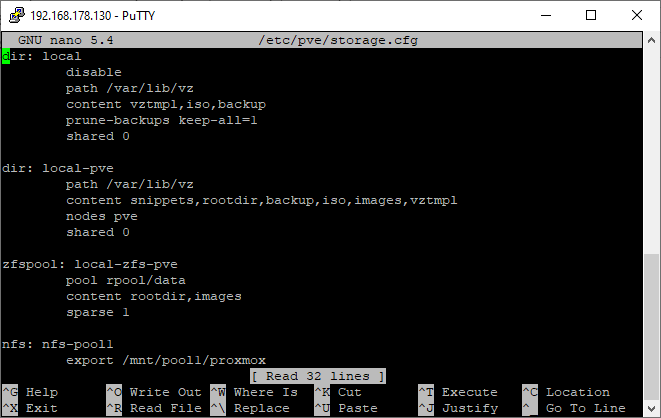 192.168.178.130 - PuTTY
GNU nano 5.4 /etc/pve/storage.cfg
dir: local
disable
path /var/lib/vz
content vztmpl,iso,backup
prune-backups keep-all=1
shared 0
dir: local-pve
path /var/lib/vz
content snippets,rootdir,backup,iso,images,vztmpl
nodes pve
shared 0
zfspool: local-zfs-pve
pool rpool/data
content rootdir,images
sparse 1
nfs: nfs-pool1
export /mnt/pool1/proxmox
[ Read 32 lines ]
^G Help ^O Write Out ^W Where Is ^K Cut ^T Execute ^C Location
^X Exit ^R Read File ^\ Replace ^U Paste ^J Justify ^_ Go To Line